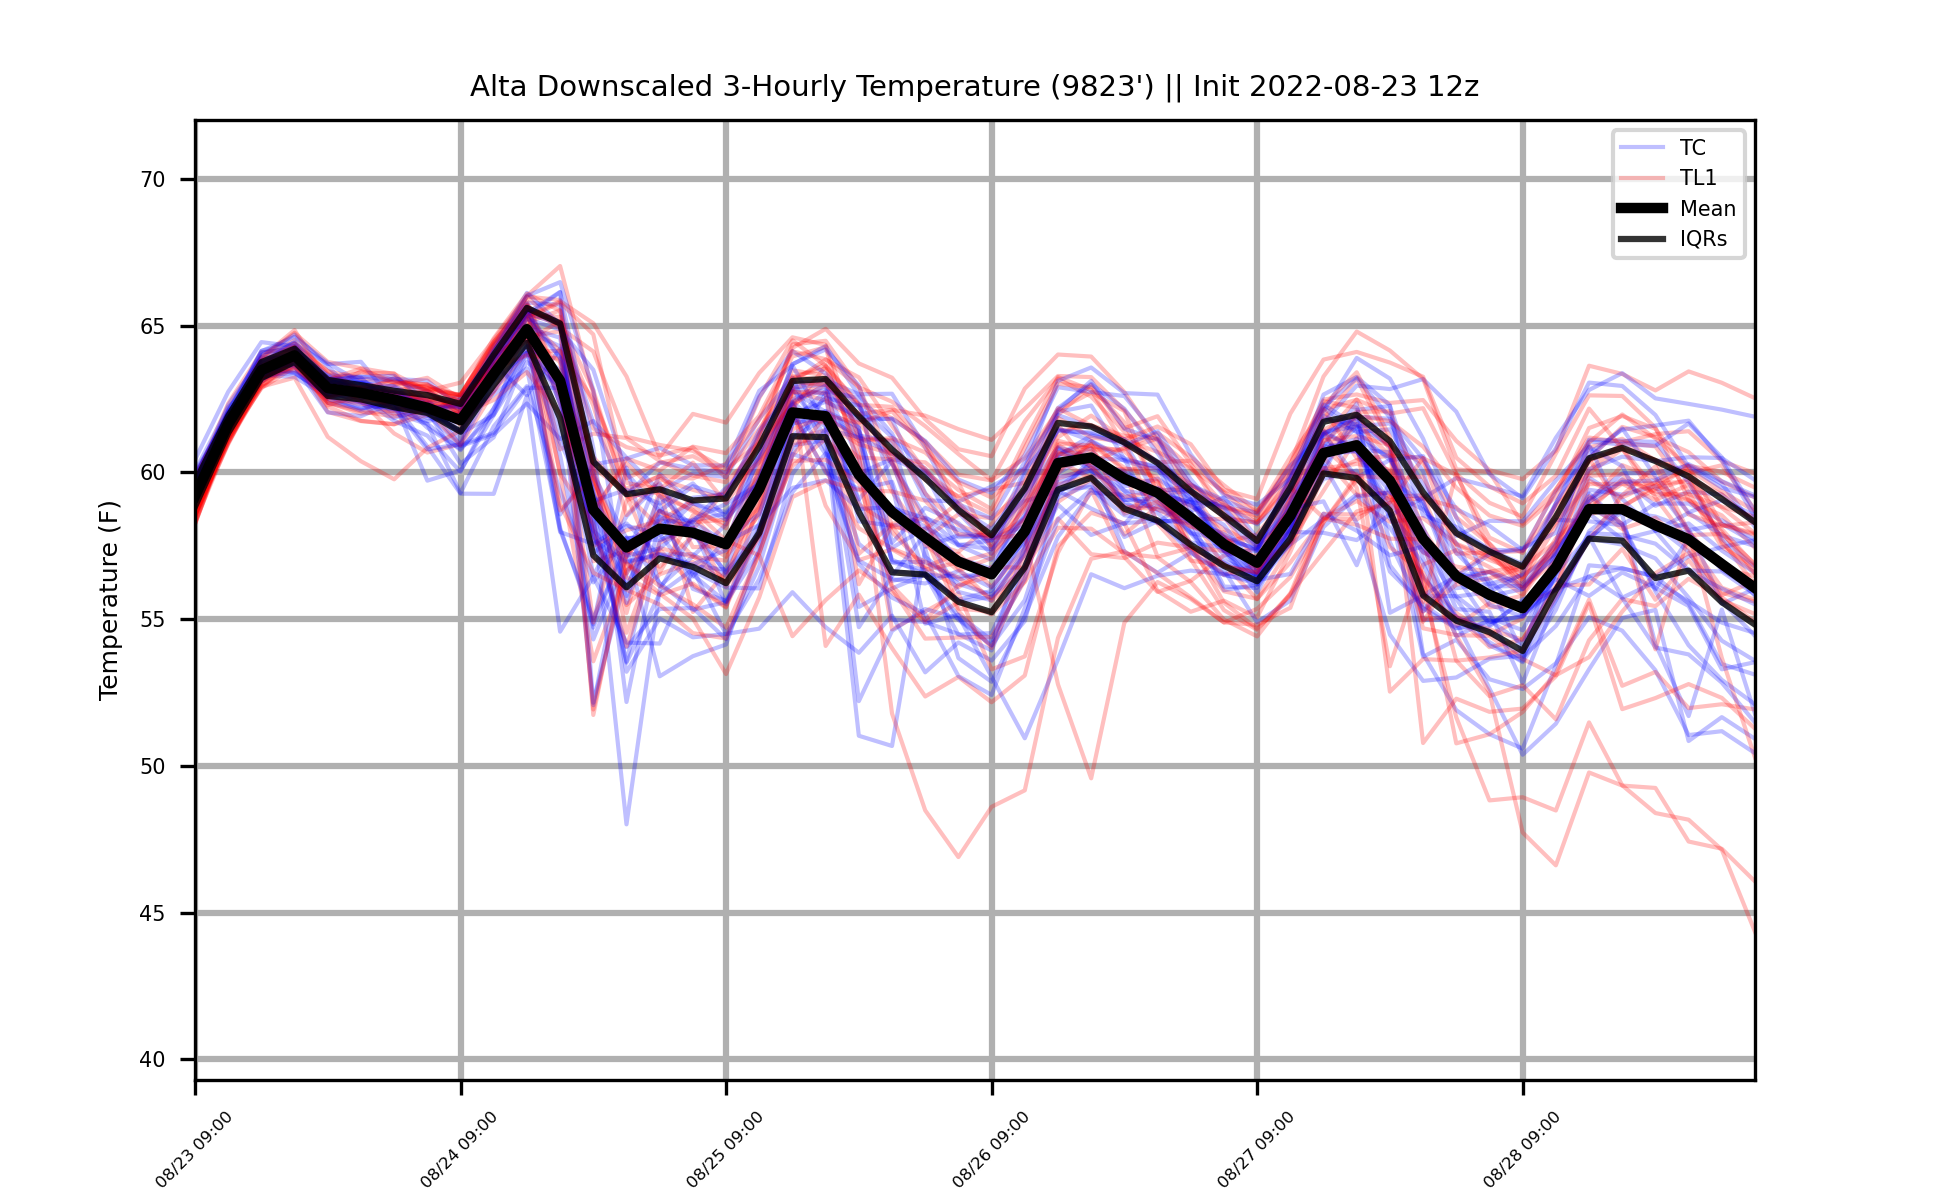 Alta Downscaled 3-Hourly Temperature (9823') || Init 2022-08-23 12z
TC
TL1
Mean
IQRs
Temperature (F)
70
65
60
55
50
45
40
08/23 09:00
08/24 09:00
08/25 09:00
08/26 09:00
08/27 09:00
08/28 09:00